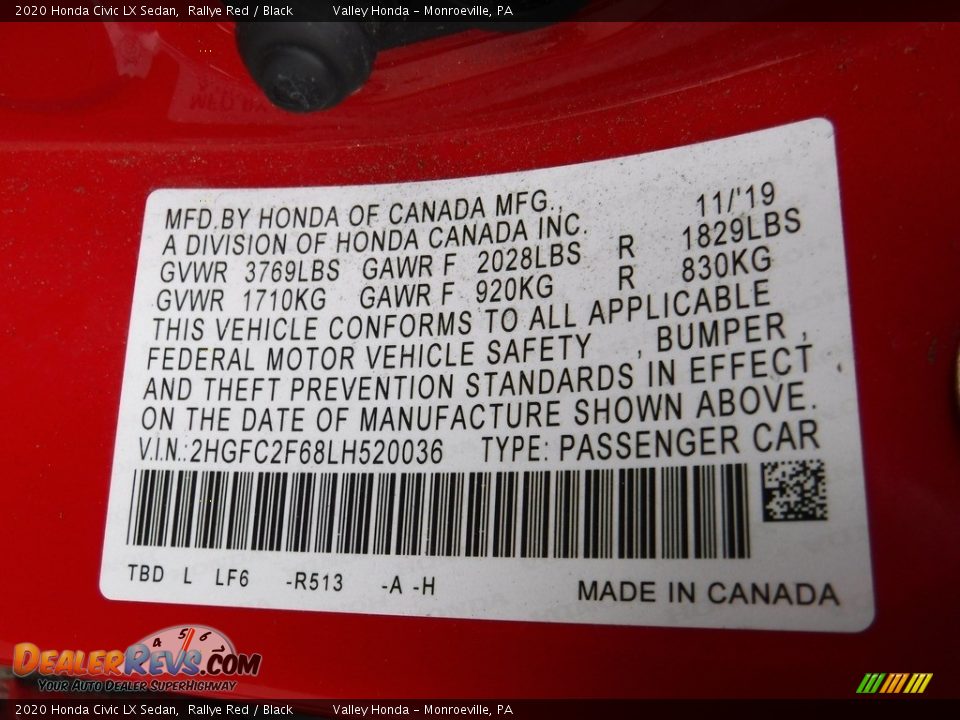 2020 Honda Civic LX Sedan, Rallye Red / Black Valley Honda - Monroeville, PA
MFD.BY HONDA OF CANADA MFG., 11/'19
A DIVISION OF HONDA CANADA INC.
GVWR 3769LBS GAWR F 2028LBS R 1829LBS
GVWR 1710KG GAWR F 920KG R 830KG
THIS VEHICLE CONFORMS TO ALL APPLICABLE
FEDERAL MOTOR VEHICLE SAFETY , BUMPER ,
AND THEFT PREVENTION STANDARDS IN EFFECT
ON THE DATE OF MANUFACTURE SHOWN ABOVE.
V.I.N.:2HGFC2F68LH520036 TYPE: PASSENGER CAR
TBD L LF6 -R513 -A -H
MADE IN CANADA
4 5 6
DEALERREVS.COM
YOUR AUTO DEALER SUPERHIGHWAY
2020 Honda Civic LX Sedan, Rallye Red / Black Valley Honda - Monroeville, PA